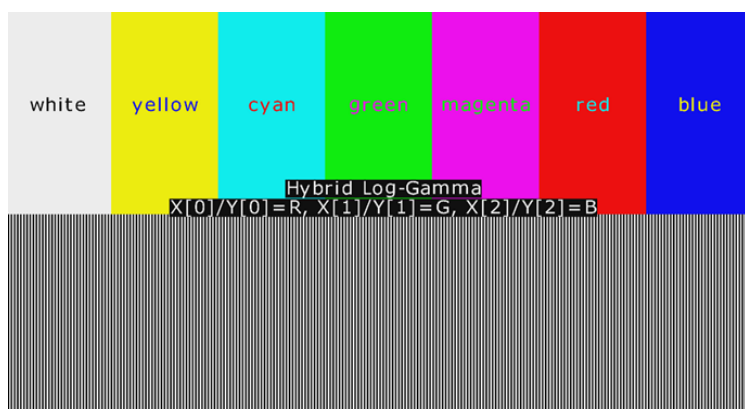 white yellow cyan green magenta red blue
Hybrid Log-Gamma
X[0]/Y[0]=R, X[1]/Y[1]=G, X[2]/Y[2]=B